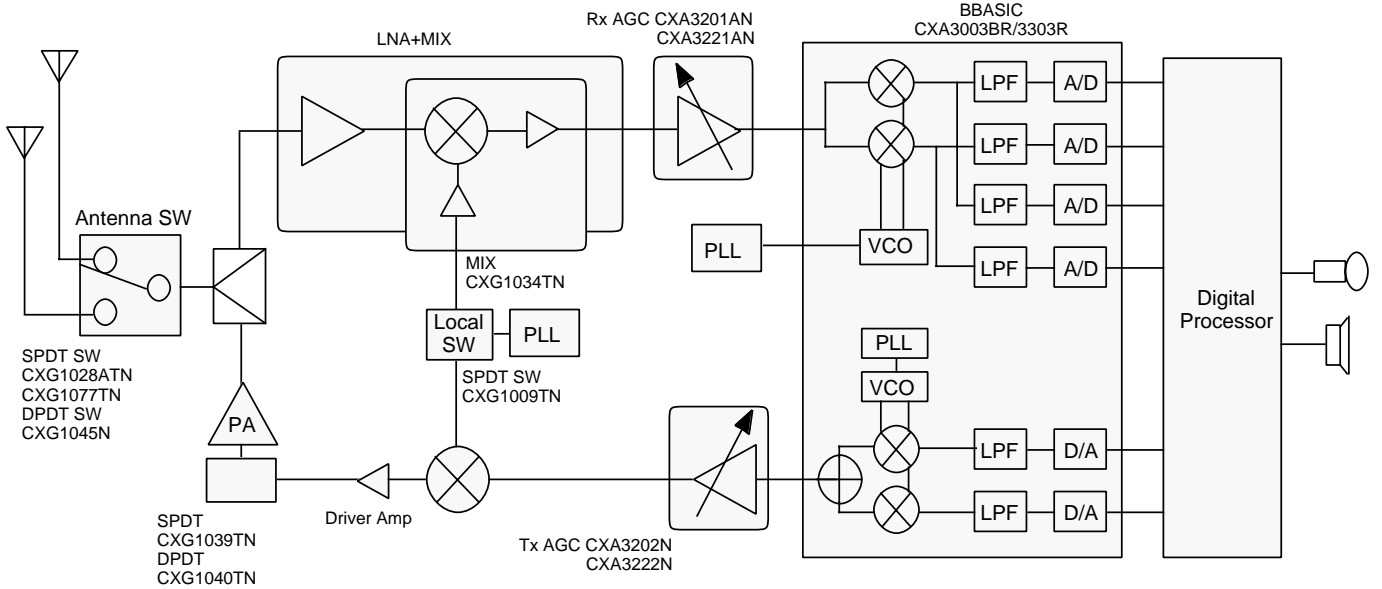 BBASIC
CXA3003BR/3303R
Rx AGC CXA3201AN
CXA3221AN
LNA+MIX
LPF
A/D
LPF
A/D
LPF
A/D
LPF
A/D
Antenna SW
PLL
VCO
MIX
CXG1034TN
Digital
Processor
Local
SW
PLL
SPDT SW
CXG1028ATN
CXG1077TN
DPDT SW
CXG1045N
SPDT SW
CXG1009TN
PLL
VCO
PA
LPF
D/A
LPF
D/A
Driver Amp
SPDT
CXG1039TN
DPDT
CXG1040TN
Tx AGC CXA3202N
CXA3222N